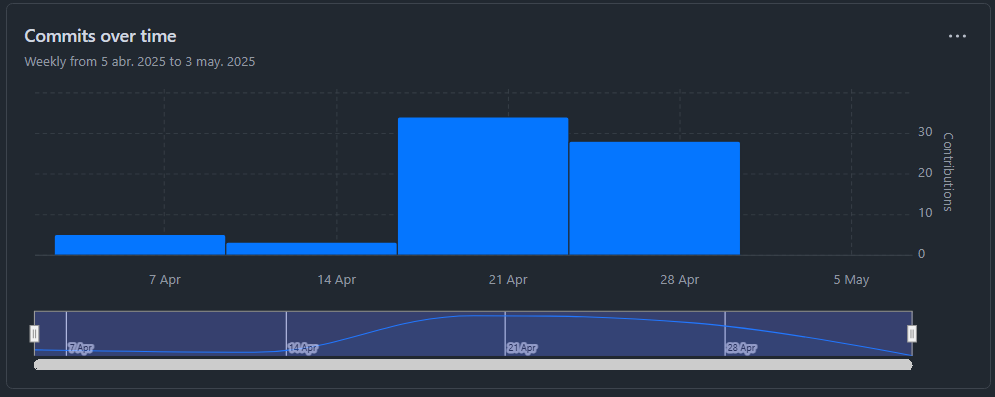 Commits over time
Weekly from 5 abr. 2025 to 3 may. 2025
30
20
10
0
Contributions
7 Apr
14 Apr
21 Apr
28 Apr
5 May
7 Apr
14 Apr
21 Apr
28 Apr